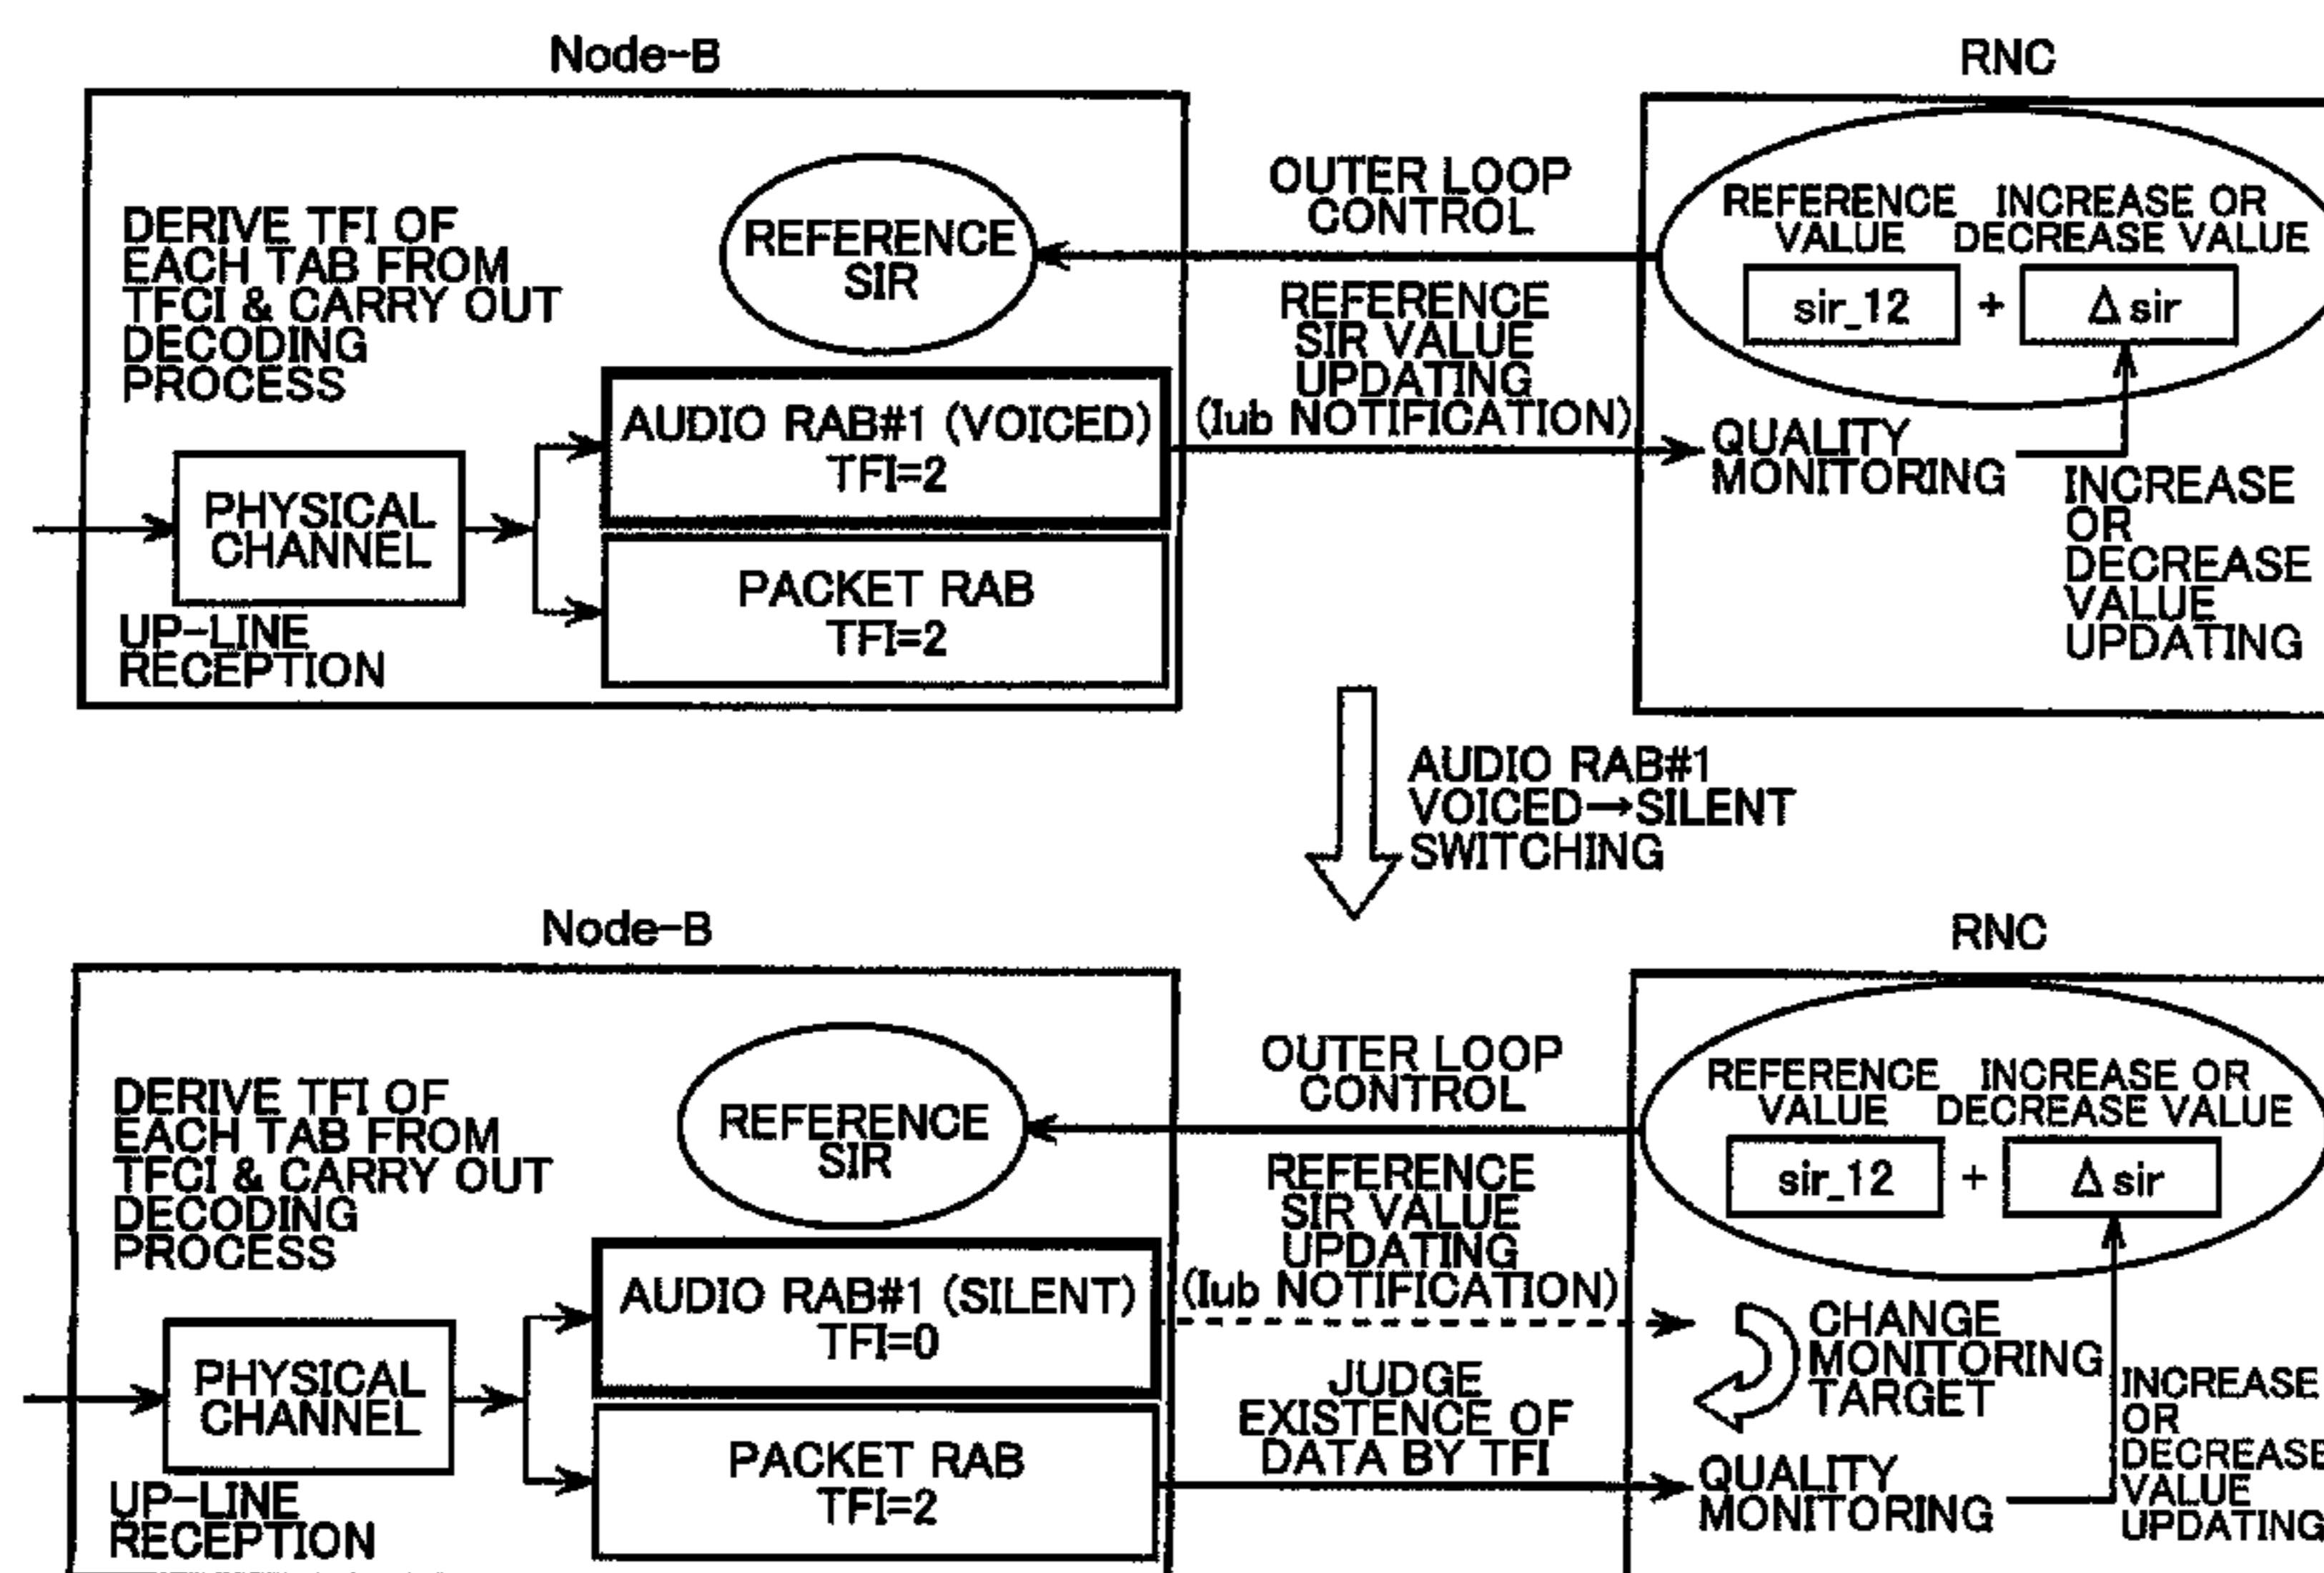 Node-B
RNC
DERIVE TFI OF
EACH TAB FROM
TFCI & CARRY OUT
DECODING
PROCESS
REFERENCE
SIR
OUTER LOOP
CONTROL
REFERENCE
SIR VALUE
UPDATING
(Iub NOTIFICATION)
REFERENCE
VALUE
INCREASE OR
DECREASE VALUE
sir_12
+
Δ sir
AUDIO RAB#1 (VOICED)
TFI=2
PHYSICAL
CHANNEL
PACKET RAB
TFI=2
UP-LINE
RECEPTION
QUALITY
MONITORING
INCREASE
OR
DECREASE
VALUE
UPDATING
AUDIO RAB#1
VOICED→SILENT
SWITCHING
Node-B
RNC
DERIVE TFI OF
EACH TAB FROM
TFCI & CARRY OUT
DECODING
PROCESS
REFERENCE
SIR
OUTER LOOP
CONTROL
REFERENCE
SIR VALUE
UPDATING
(Iub NOTIFICATION)
REFERENCE
VALUE
INCREASE OR
DECREASE VALUE
sir_12
+
Δ sir
AUDIO RAB#1 (SILENT)
TFI=0
PHYSICAL
CHANNEL
PACKET RAB
TFI=2
UP-LINE
RECEPTION
JUDGE
EXISTENCE OF
DATA BY TFI
CHANGE
MONITORING
TARGET
QUALITY
MONITORING
INCREASE
OR
DECREASE
VALUE
UPDATING